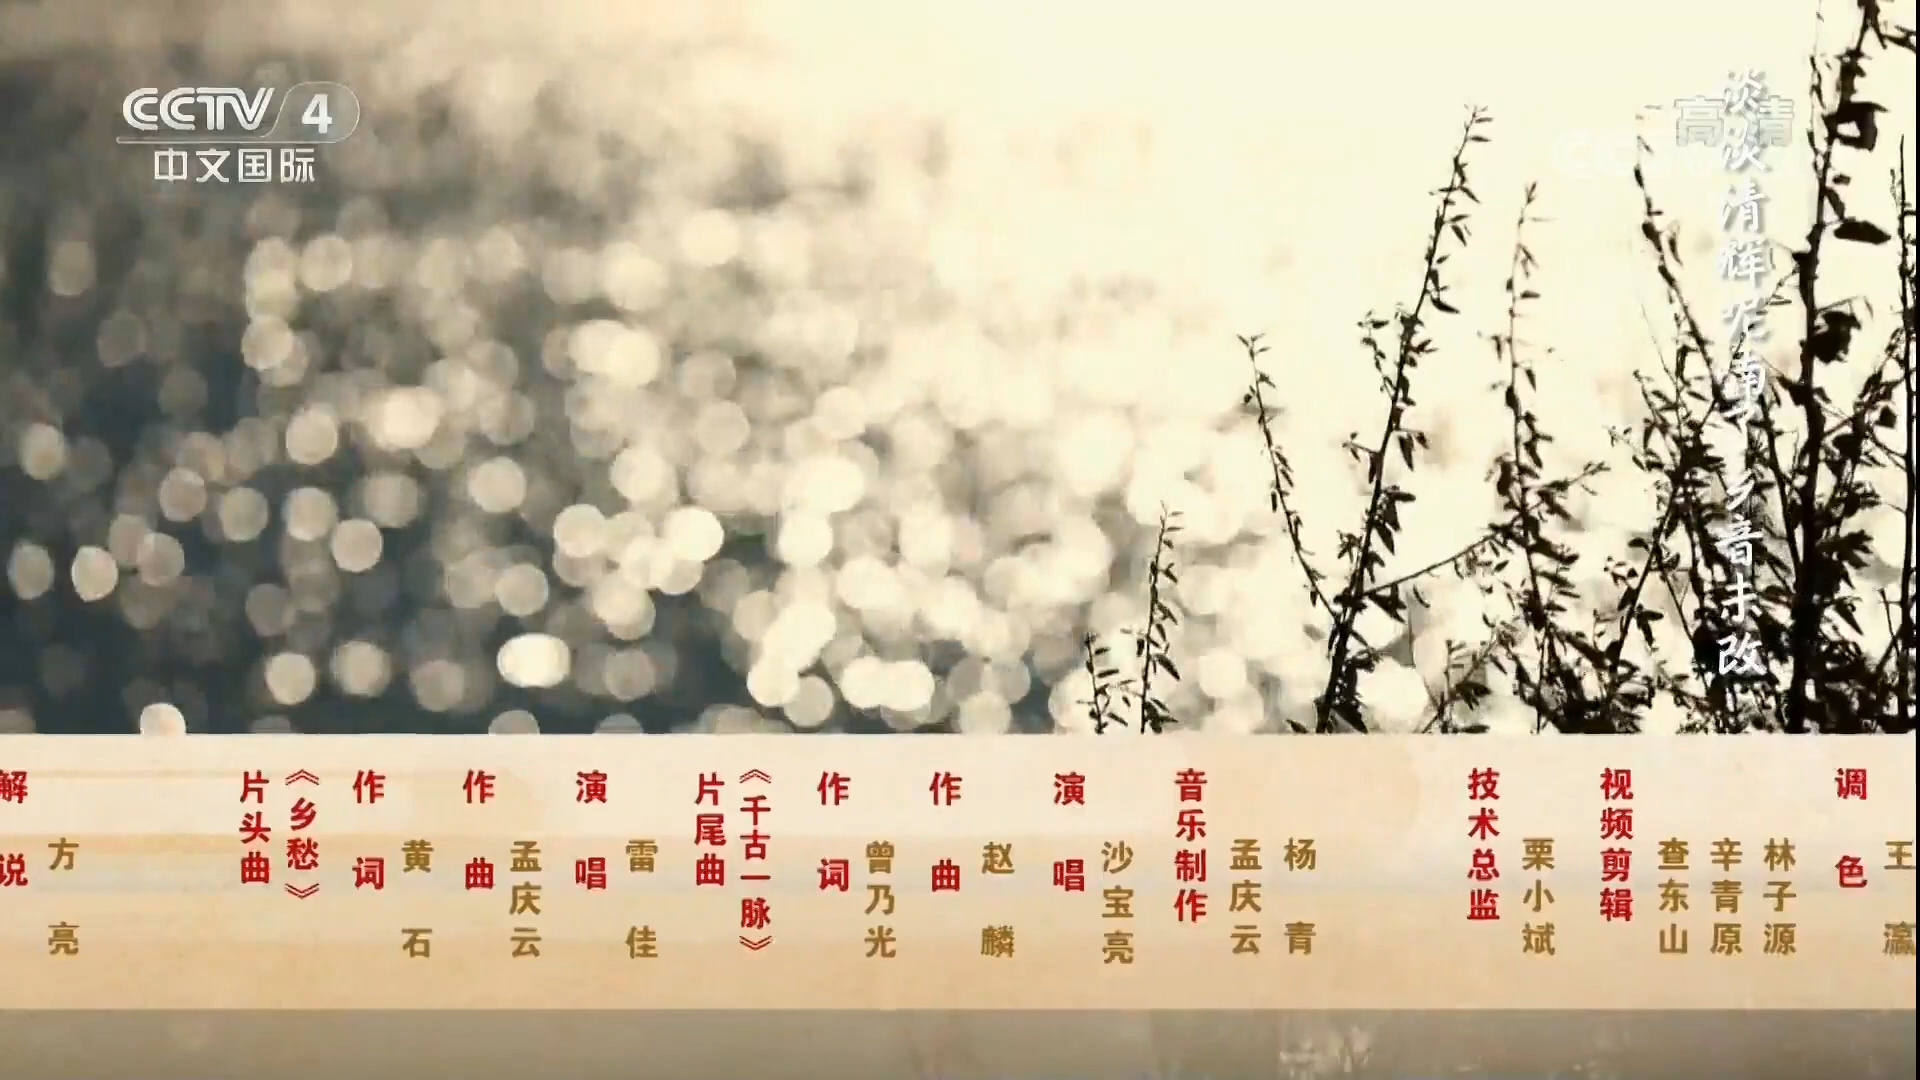 CCTV 4
中文国际
高清
淡淡清辉呢喃 乡音未改
解说
方亮
片头曲
《乡愁》
作词
黄石
作曲
孟庆云
演唱
雷佳
片尾曲
《千古一脉》
作词
曾乃光
作曲
赵麟
演唱
沙宝亮
音乐制作
孟庆云
杨青
技术总监
栗小斌
视频剪辑
查东山
辛青原
林子源
调色
王瀛